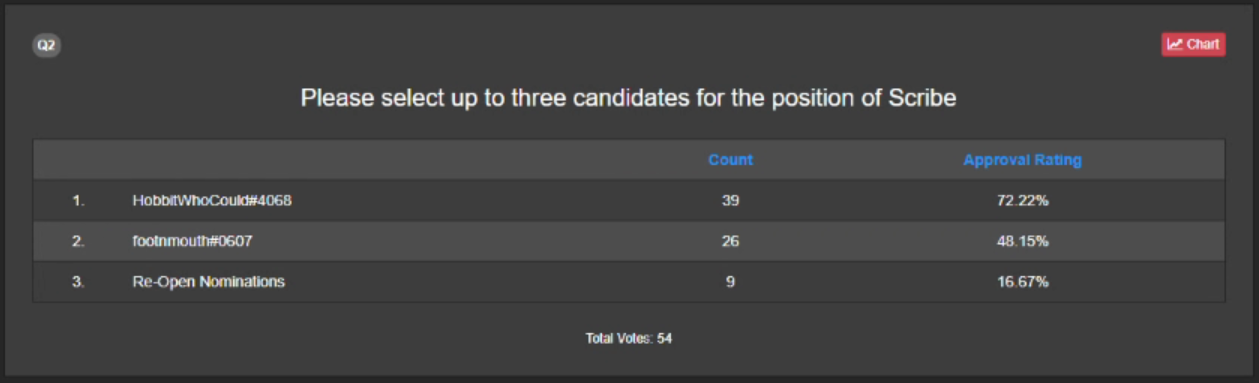 Q2
Chart
Please select up to three candidates for the position of Scribe
Count Approval Rating
1. HobbitWhoCould#4068 39 72.22%
2. footnmouth#0607 26 48.15%
3. Re-Open Nominations 9 16.67%
Total Votes: 54